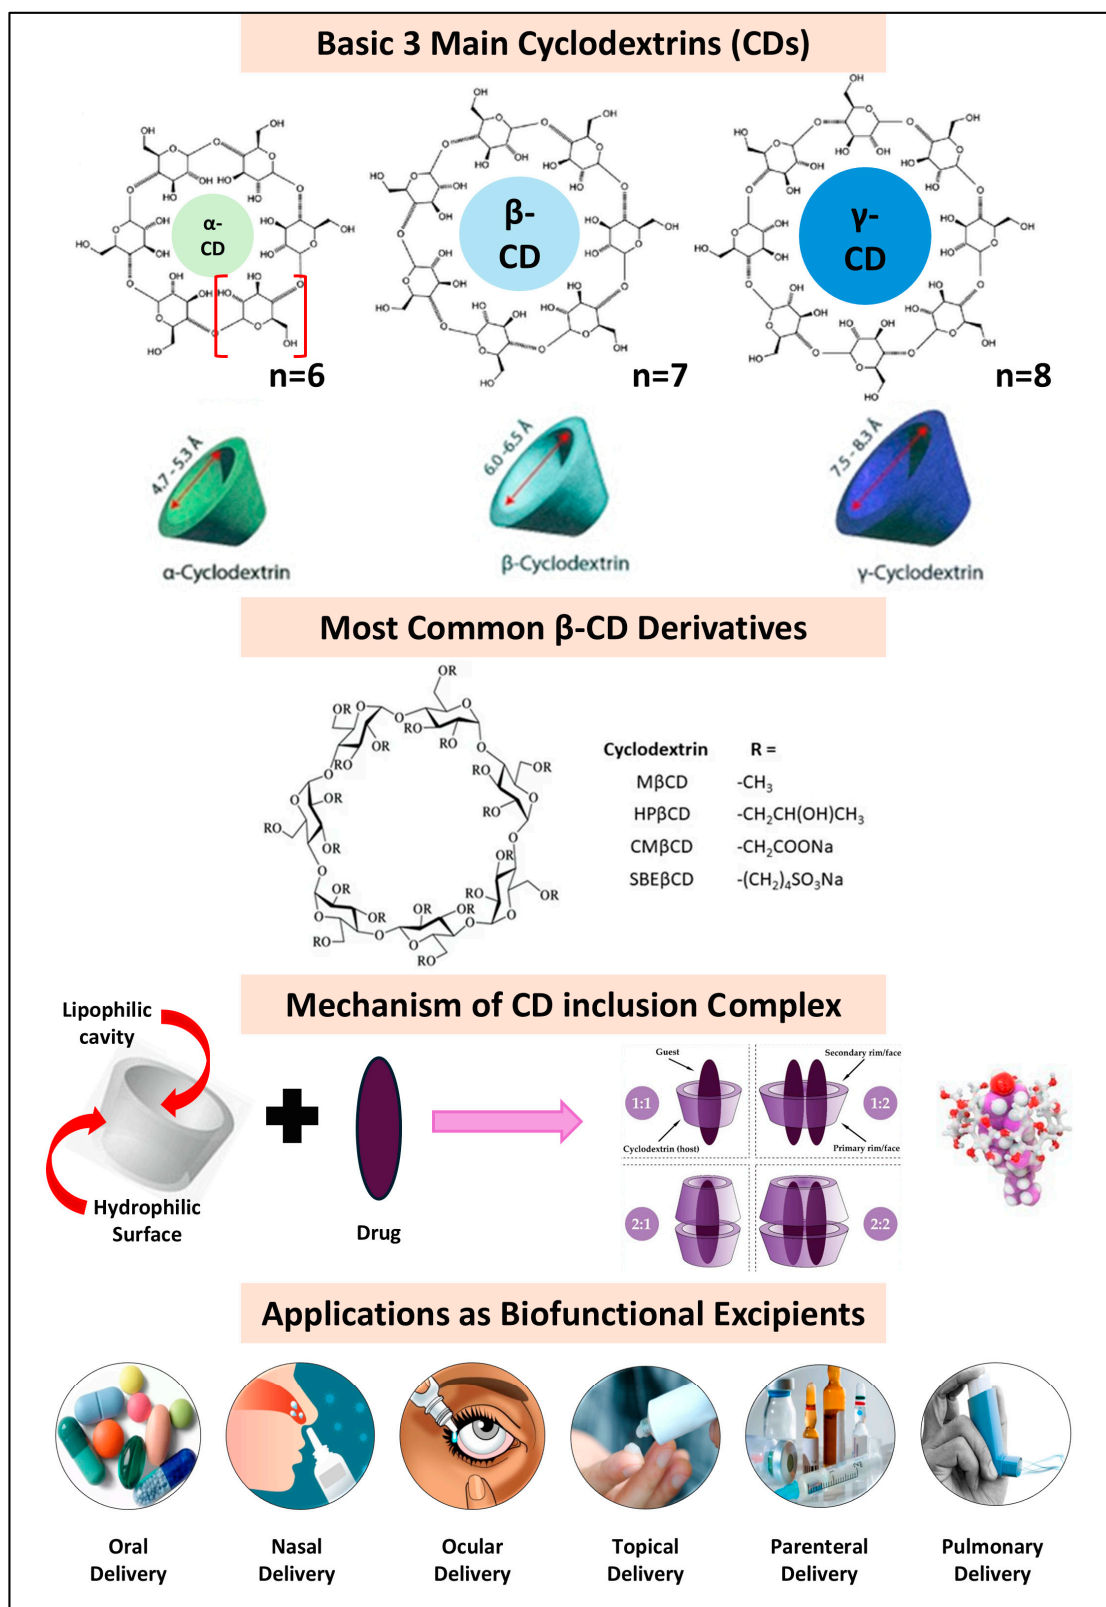 Basic 3 Main Cyclodextrins (CDs)
α-
CD
n=6
β-
CD
n=7
γ-
CD
n=8
4.7 - 5.3 Å
α-Cyclodextrin
6.0 -6.5 Å
β-Cyclodextrin
7.5 - 8.3 Å
γ-Cyclodextrin
Most Common β-CD Derivatives
Cyclodextrin R =
MβCD -CH₃
HPβCD -CH₂CH(OH)CH₃
CMβCD -CH₂COONa
SBEβCD -(CH₂)₄SO₃Na
Mechanism of CD inclusion Complex
Lipophilic
cavity
Hydrophilic
Surface
Drug
Guest
1:1
Cyclodextrin (host)
Secondary rim/face
1:2
Primary rim/face
2:1
2:2
Applications as Biofunctional Excipients
Oral
Delivery
Nasal
Delivery
Ocular
Delivery
Topical
Delivery
Parenteral
Delivery
Pulmonary
Delivery